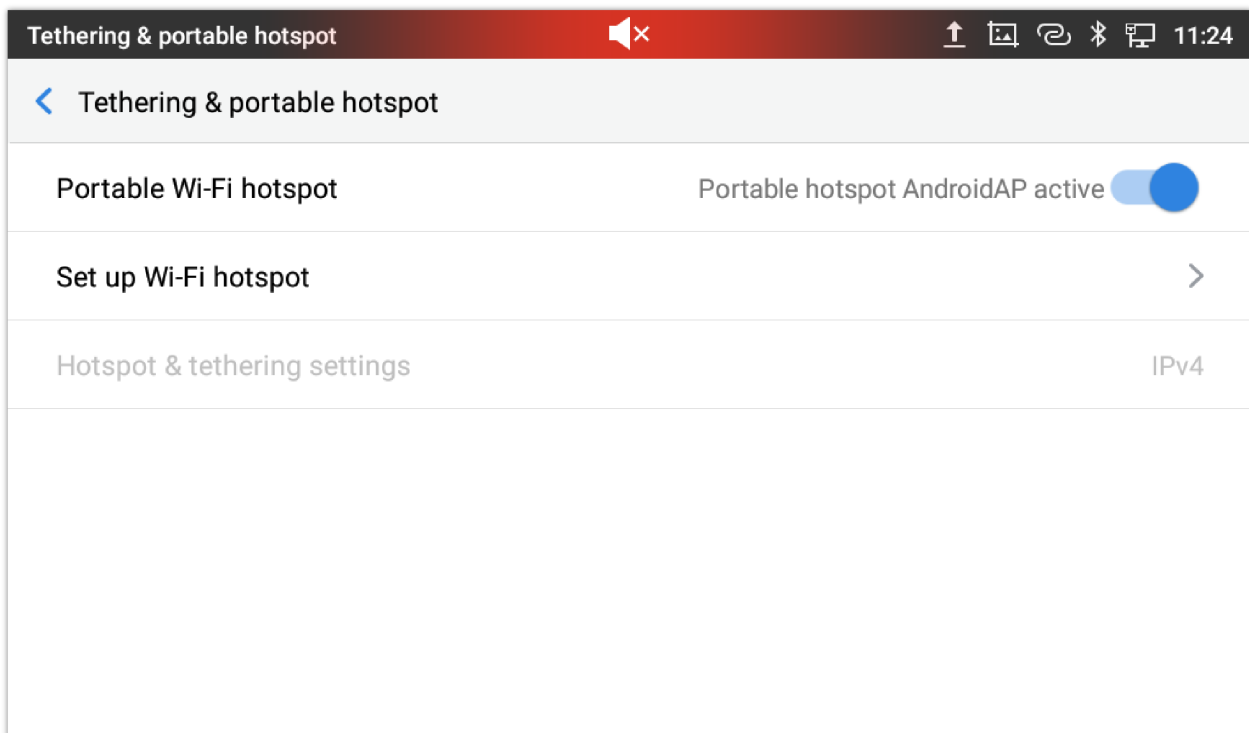 Tethering & portable hotspot 11:24
Tethering & portable hotspot
Portable Wi-Fi hotspot Portable hotspot AndroidAP active
Set up Wi-Fi hotspot
Hotspot & tethering settings IPv4